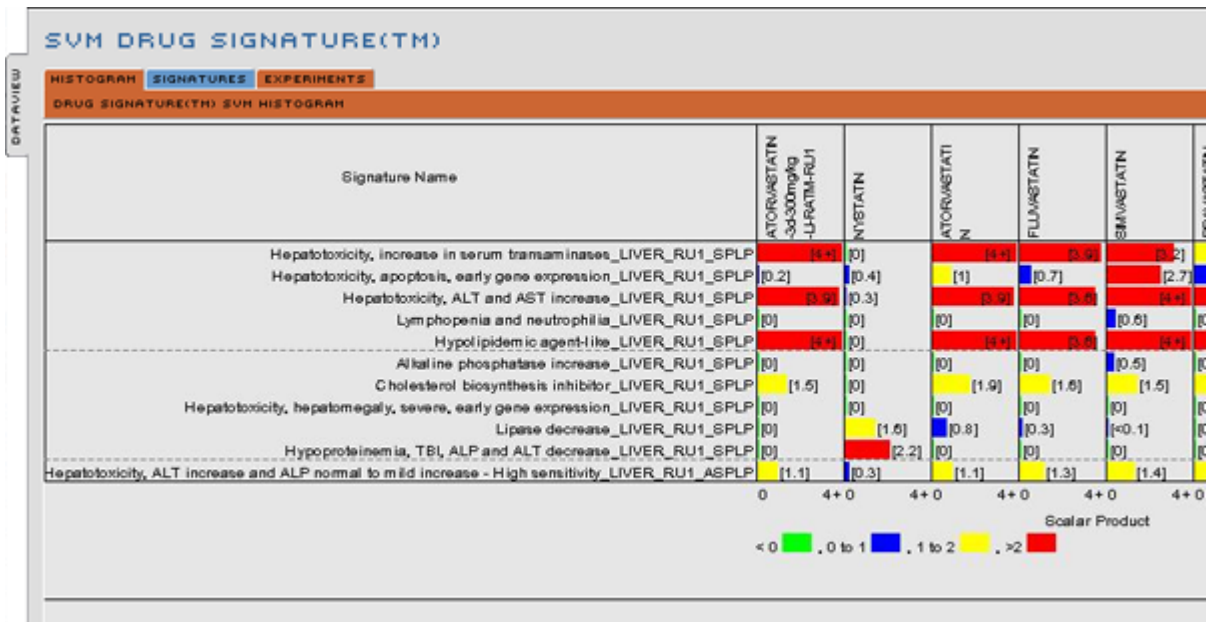 SVM DRUG SIGNATURE(TM)
DATAVIEW
HISTOGRAM SIGNATURES EXPERIMENTS
DRUG SIGNATURE(TM) SVM HISTOGRAM
Signature Name
ATORVASTATIN
-3d-300mg/kg
-LI-RATM-RU1
NYSTATIN
ATORVASTATI
N
FLUVASTATIN
SIMVASTATIN
Hepatotoxicity, increase in serum transaminases_LIVER_RU1_SPLP [4+] [0] [4+] [3.9] [3.2]
Hepatotoxicity, apoptosis, early gene expression_LIVER_RU1_SPLP [0.2] [0.4] [1] [0.7] [2.7]
Hepatotoxicity, ALT and AST increase_LIVER_RU1_SPLP [3.9] [0.3] [3.9] [3.6] [4+]
Lymphopenia and neutrophilia_LIVER_RU1_SPLP [0] [0] [0] [0] [0.6]
Hypolipidemic agent-like_LIVER_RU1_SPLP [4+] [0] [4+] [3.6] [4+]
Alkaline phosphatase increase_LIVER_RU1_SPLP [0] [0] [0] [0] [0.5]
Cholesterol biosynthesis inhibitor_LIVER_RU1_SPLP [1.5] [0] [1.9] [1.6] [1.5]
Hepatotoxicity, hepatomegaly, severe, early gene expression_LIVER_RU1_SPLP [0] [0] [0] [0] [0]
Lipase decrease_LIVER_RU1_SPLP [0] [1.6] [0.8] [0.3] [<0.1]
Hypoproteinemia, TBI, ALP and ALT decrease_LIVER_RU1_SPLP [0] [2.2] [0] [0] [0]
Hepatotoxicity, ALT increase and ALP normal to mild increase - High sensitivity_LIVER_RU1_ASPLP [1.1] [0.3] [1.1] [1.3] [1.4]
0 4+ 0 4+ 0 4+ 0 4+ 0 4+ 0
Scalar Product
< 0 , 0 to 1 , 1 to 2 , >2